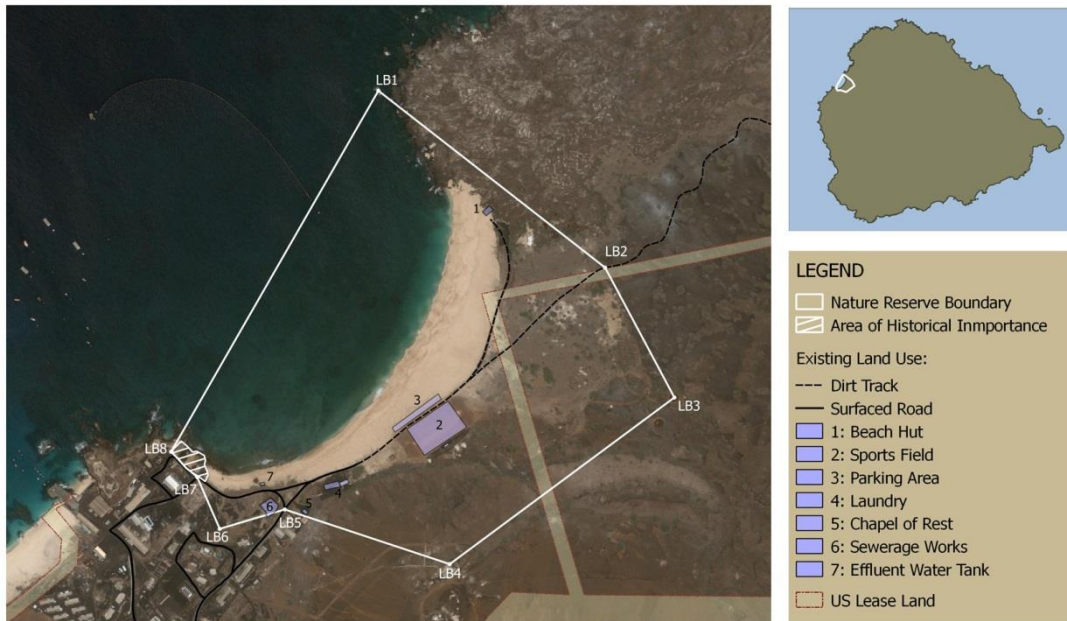 LB1
1
LB2
3
2
LB3
LB8
LB7
7
4
6
5
LB5
LB6
LB4
LEGEND
Nature Reserve Boundary
Area of Historical Inmportance
Existing Land Use:
Dirt Track
Surfaced Road
1: Beach Hut
2: Sports Field
3: Parking Area
4: Laundry
5: Chapel of Rest
6: Sewerage Works
7: Effluent Water Tank
US Lease Land